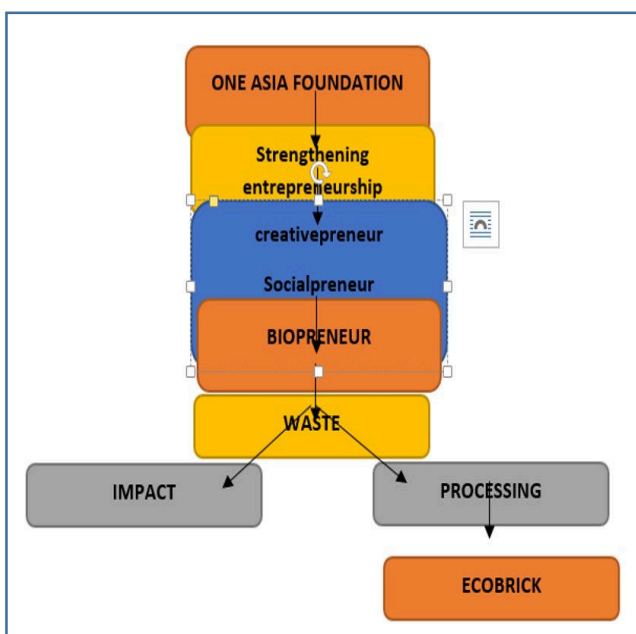 ONE ASIA FOUNDATION
Strengthening
entrepreneurship
creativepreneur
Socialpreneur
BIOPRENEUR
WASTE
IMPACT
PROCESSING
ECOBRICK